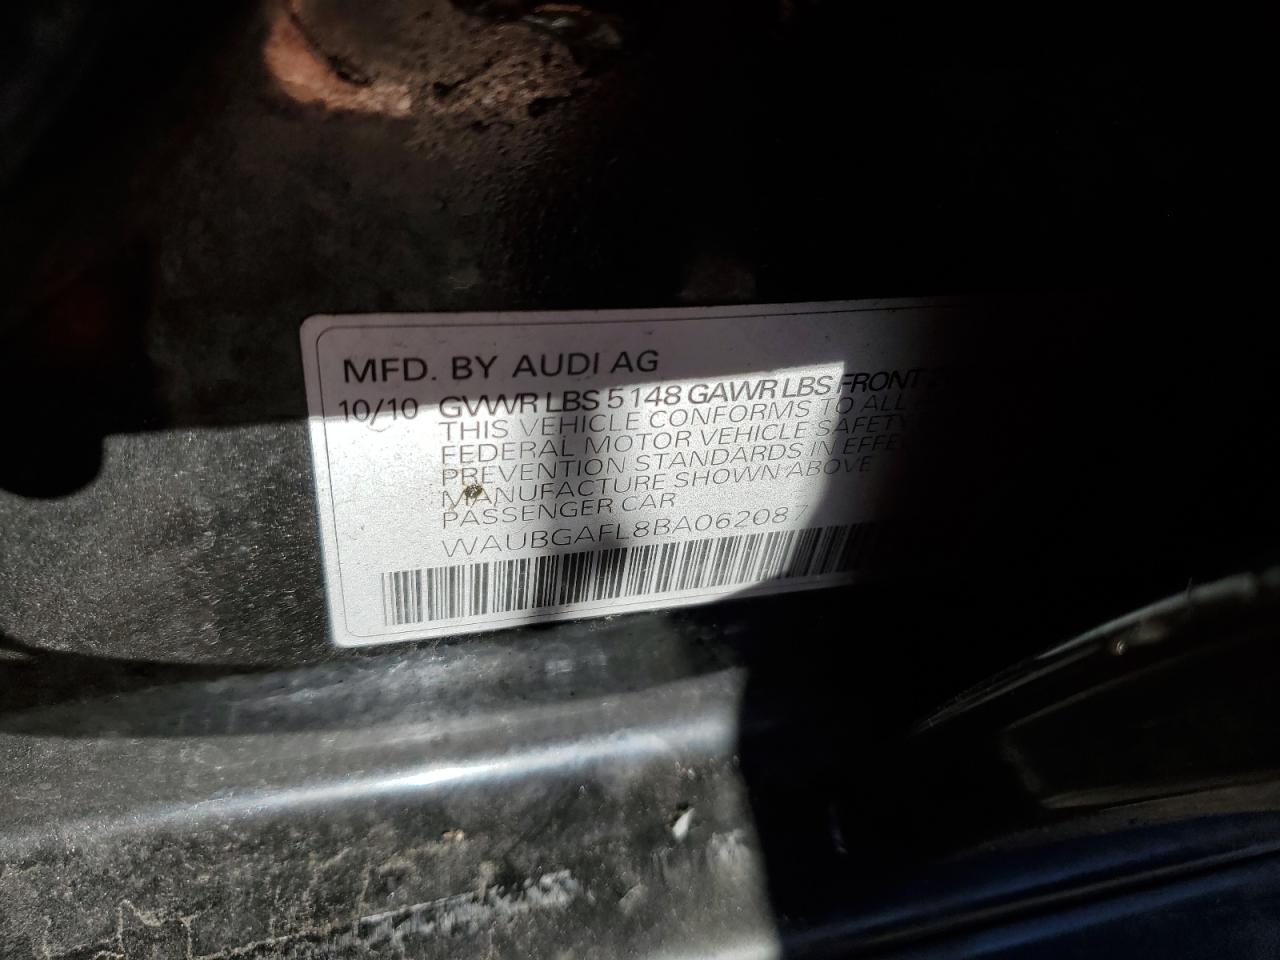 MFD. BY AUDI AG
10/10 GVWR LBS 5148 GAWR LBS FRONT
THIS VEHICLE CONFORMS TO ALL
FEDERAL MOTOR VEHICLE SAFETY
PREVENTION STANDARDS IN
MANUFACTURE SHOWN ABOVE
PASSENGER CAR
WAUBGAFL8BA062087